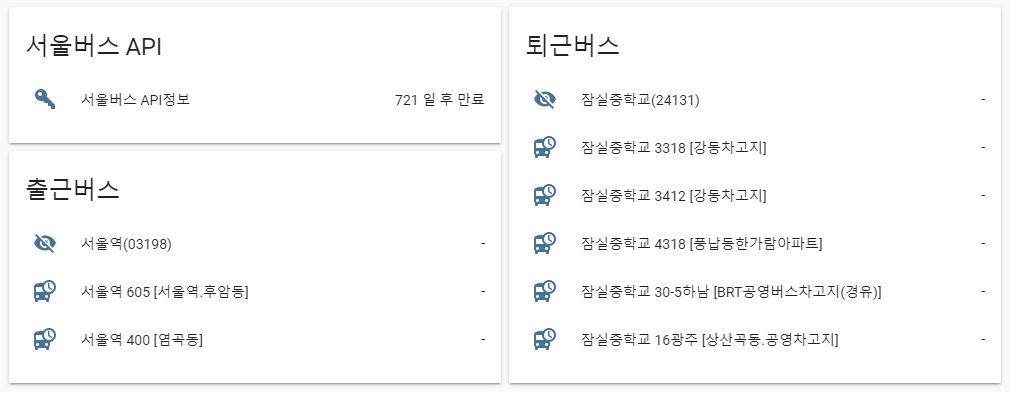 서울버스 API
서울버스 API정보 721 일 후 만료
출근버스
서울역(03198) -
서울역 605 [서울역.후암동] -
서울역 400 [염곡동] -
퇴근버스
잠실중학교(24131) -
잠실중학교 3318 [강동차고지] -
잠실중학교 3412 [강동차고지] -
잠실중학교 4318 [풍납동한가람아파트] -
잠실중학교 30-5하남 [BRT공영버스차고지(경유)] -
잠실중학교 16광주 [상산곡동.공영차고지] -